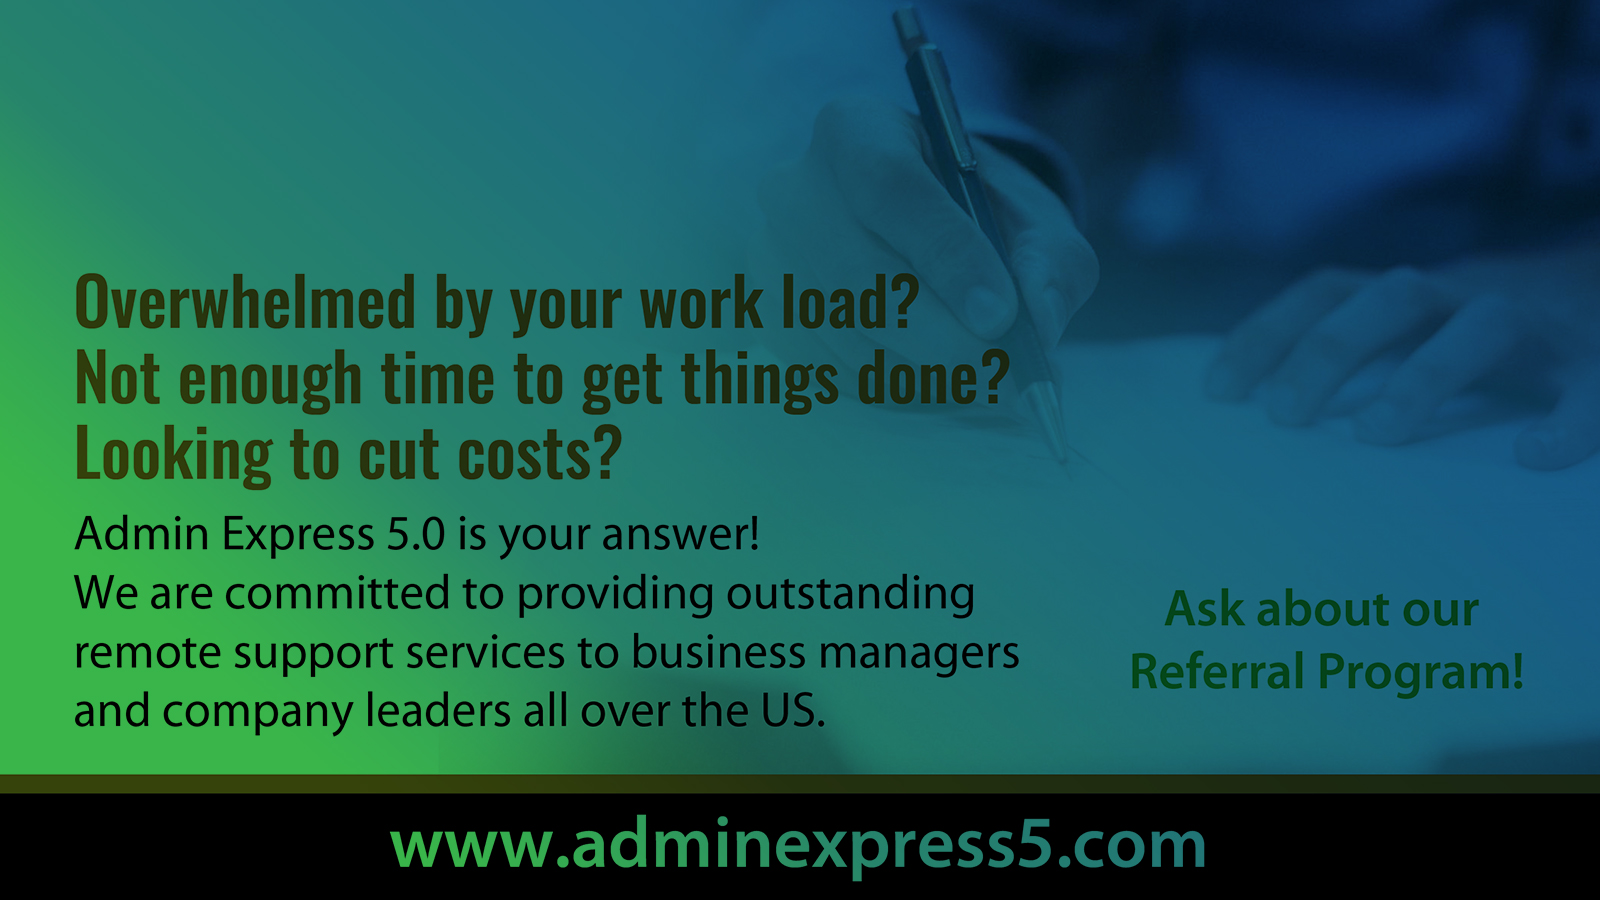 Overwhelmed by your work load?
Not enough time to get things done?
Looking to cut costs?
Admin Express 5.0 is your answer!
We are committed to providing outstanding
remote support services to business managers
and company leaders all over the US.
Ask about our
Referral Program!
www.adminexpress5.com